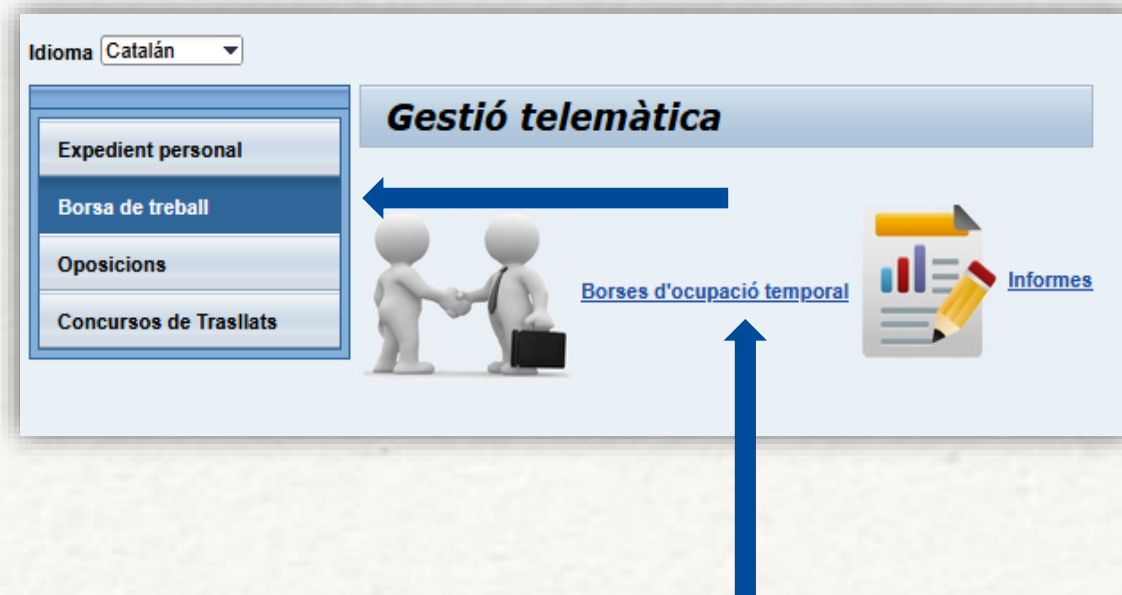 Idioma Catalán
Gestió telemàtica
Expedient personal
Borsa de treball
Oposicions
Concursos de Trasllats
Borses d'ocupació temporal
Informes